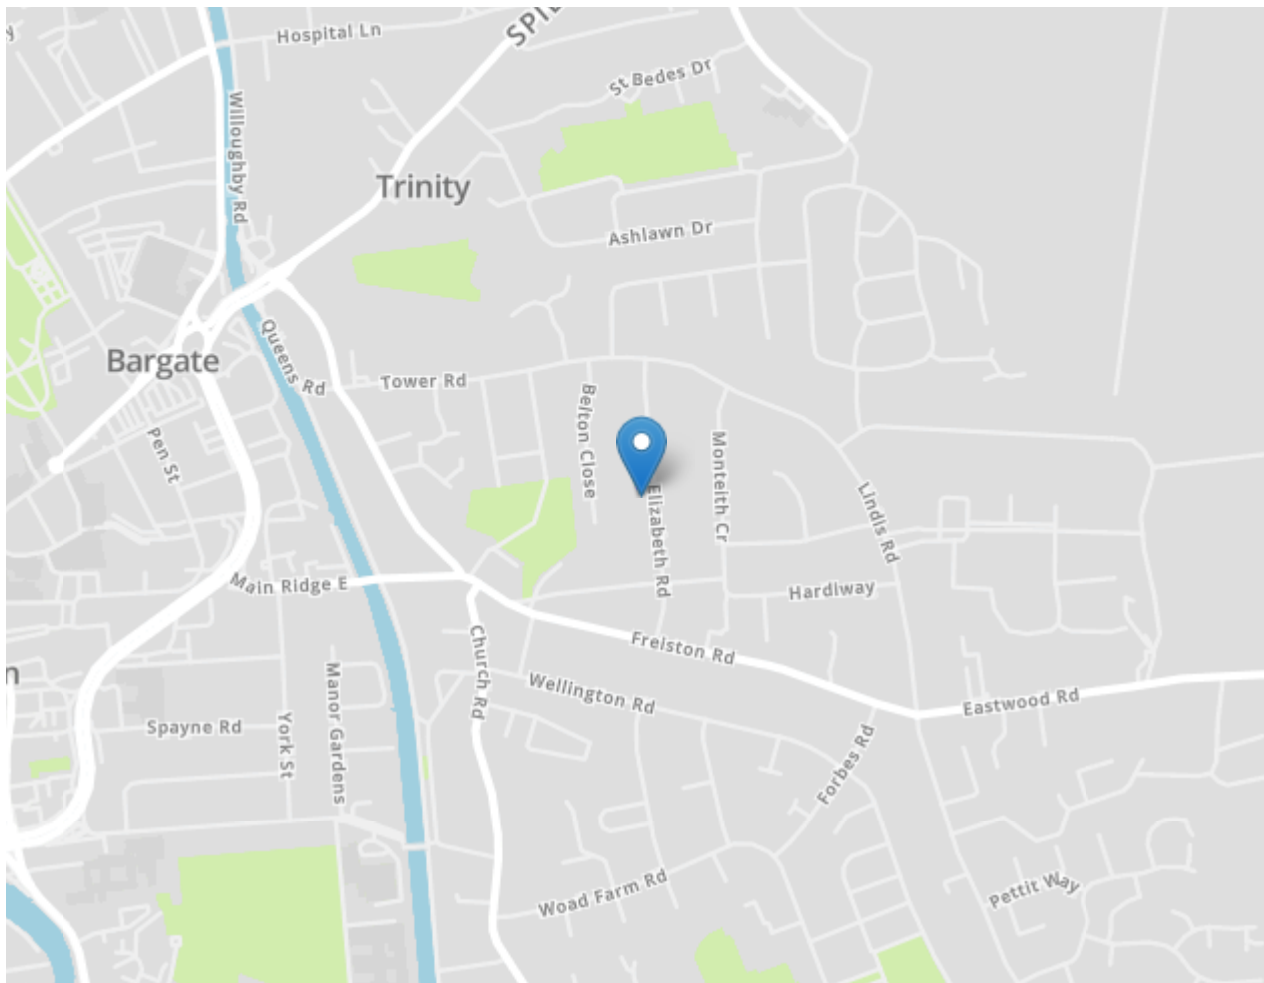 Hospital Ln
SPIL
St Bedes Dr
Willoughby Rd
Trinity
Ashlawn Dr
Queens Rd
Bargate
Tower Rd
Belton Close
Pen St
Monteith Cr
Elizabeth Rd
Lindis Rd
Main Ridge E
Hardiway
Church Rd
Freiston Rd
n
Manor Gardens
Wellington Rd
Eastwood Rd
Spayne Rd
York St
Forbes Rd
Woad Farm Rd
Pettit Way